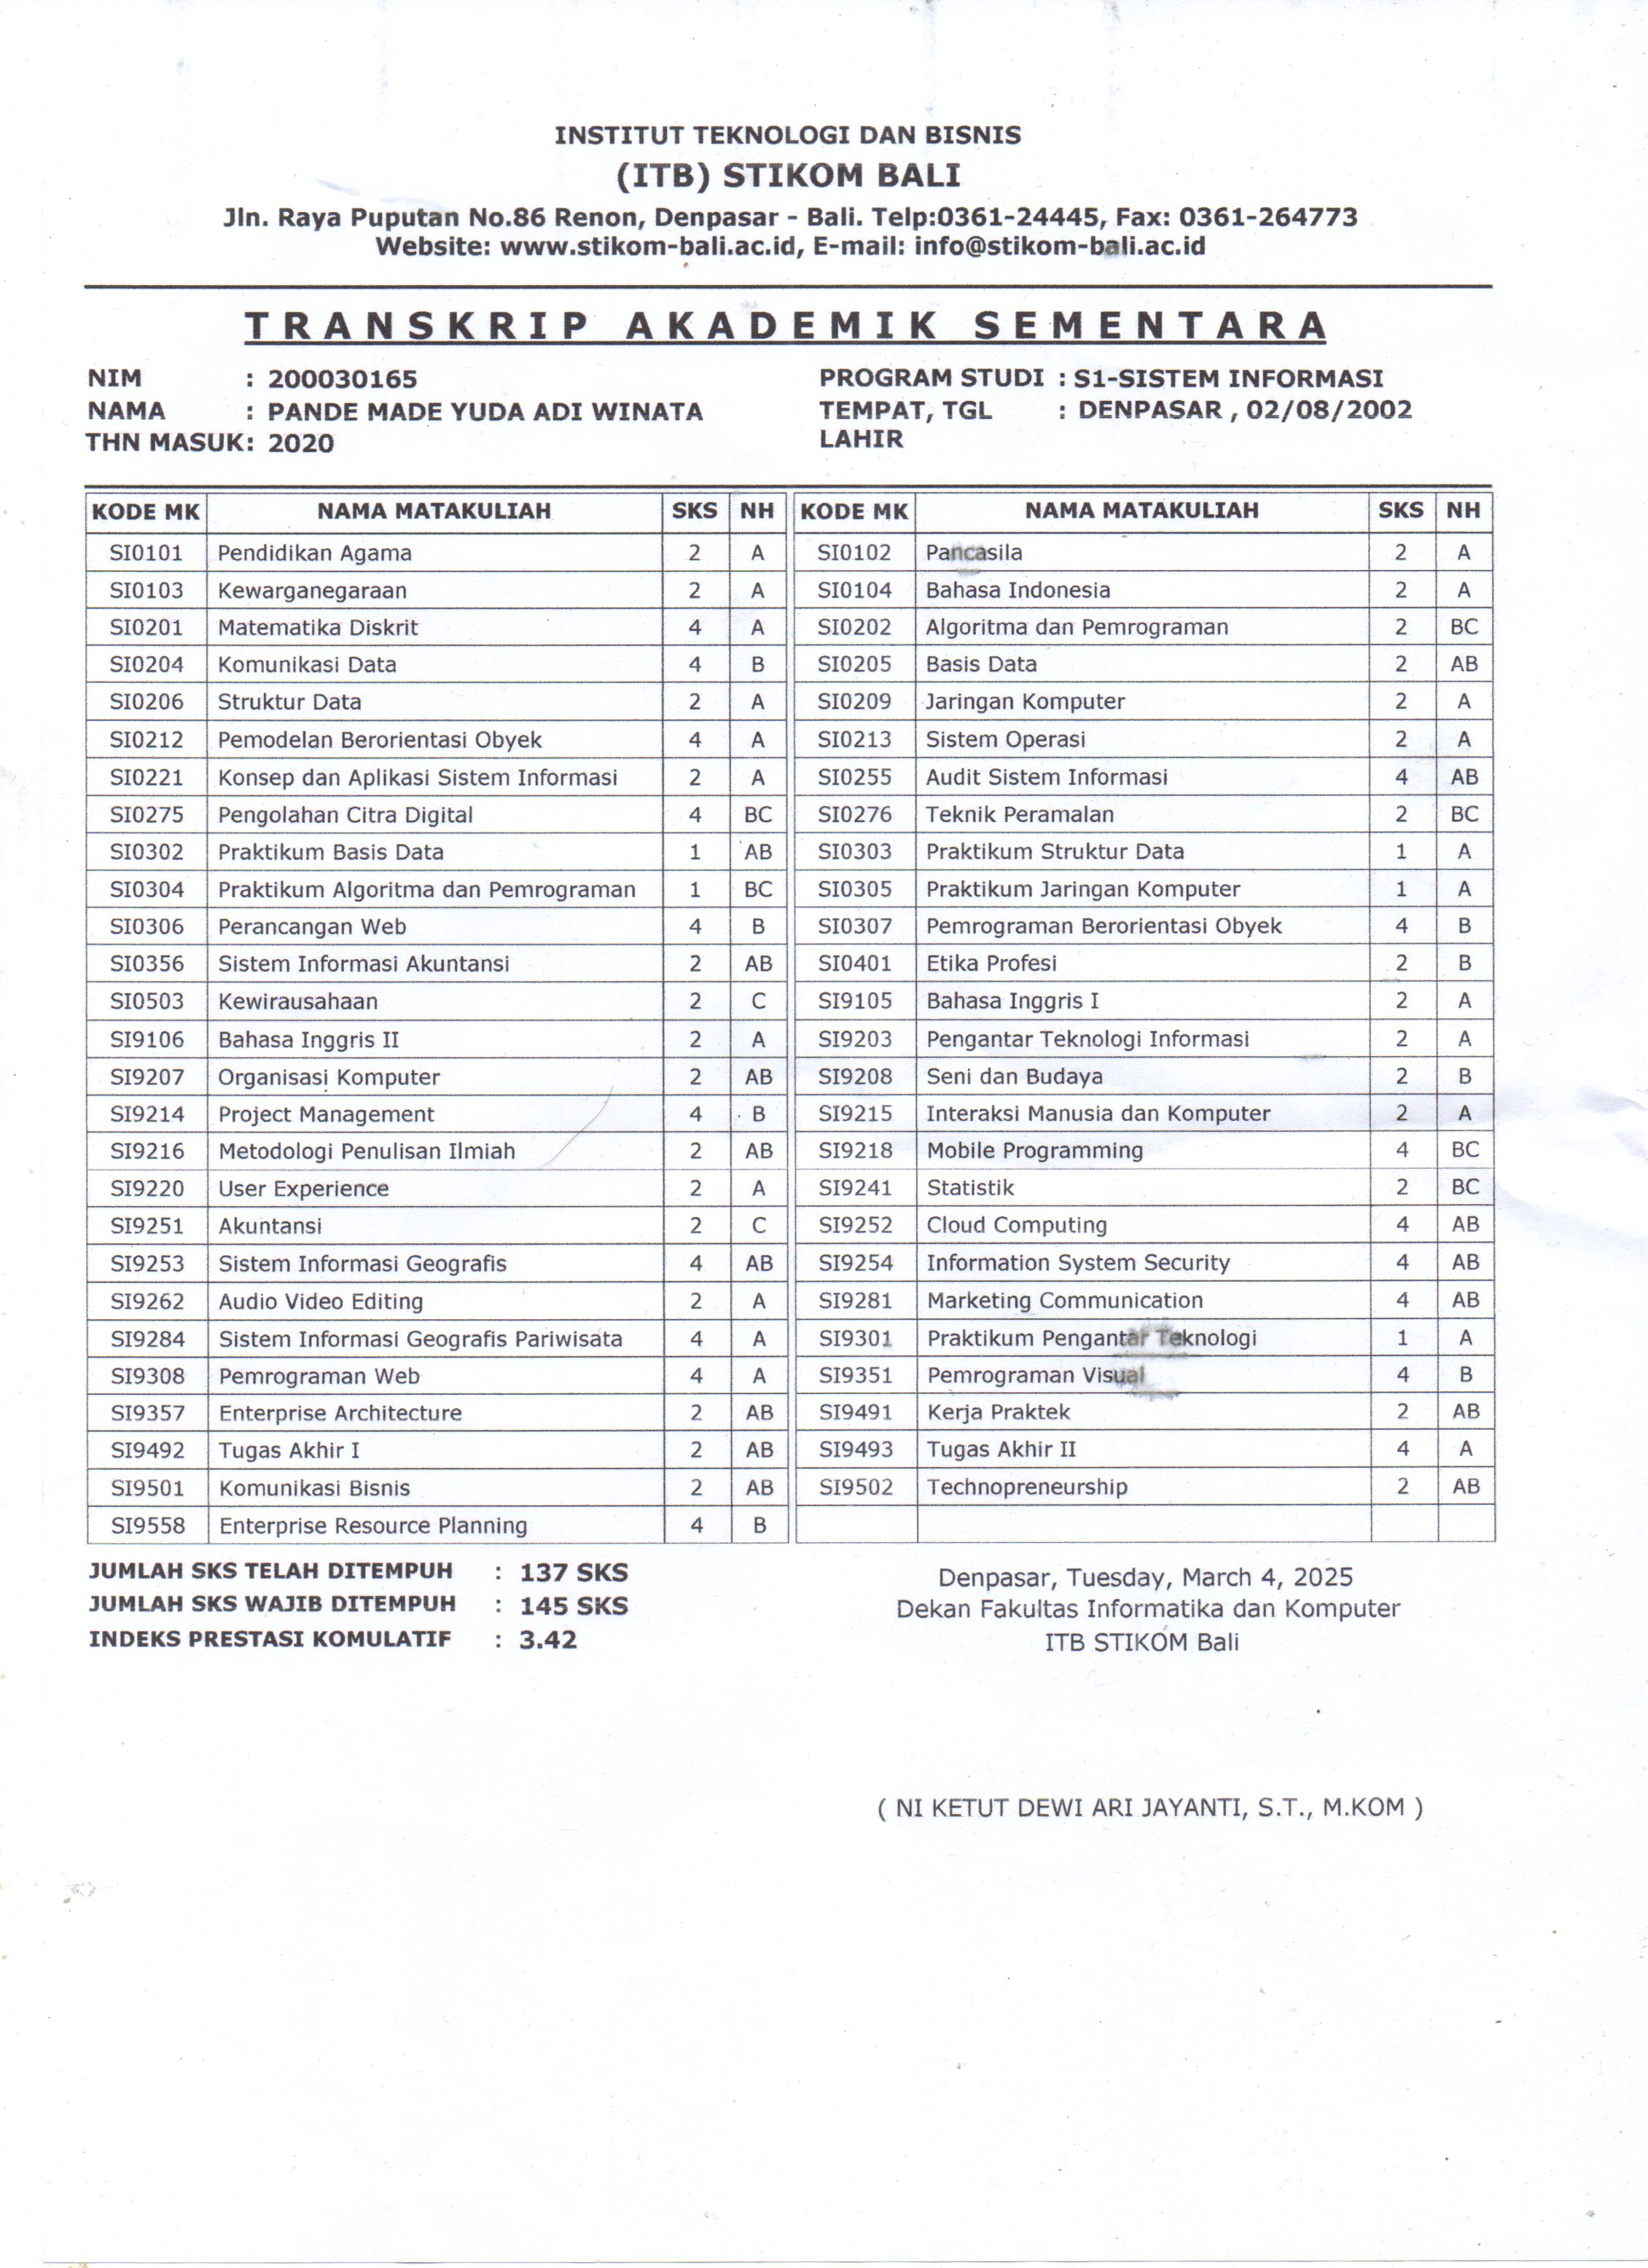 INSTITUT TEKNOLOGI DAN BISNIS
(ITB) STIKOM BALI
Jln. Raya Puputan No.86 Renon, Denpasar - Bali. Telp:0361-24445, Fax: 0361-264773
Website: www.stikom-bali.ac.id, E-mail: info@stikom-bali.ac.id
TRANSKRIP AKADEMIK SEMENTARA
NIM : 200030165 PROGRAM STUDI : S1-SISTEM INFORMASI
NAMA : PANDE MADE YUDA ADI WINATA TEMPAT, TGL : DENPASAR , 02/08/2002
THN MASUK: 2020 LAHIR
KODE MK NAMA MATAKULIAH SKS NH KODE MK NAMA MATAKULIAH SKS NH
SI0101 Pendidikan Agama 2 A SI0102 Pancasila 2 A
SI0103 Kewarganegaraan 2 A SI0104 Bahasa Indonesia 2 A
SI0201 Matematika Diskrit 4 A SI0202 Algoritma dan Pemrograman 2 BC
SI0204 Komunikasi Data 4 B SI0205 Basis Data 2 AB
SI0206 Struktur Data 2 A SI0209 Jaringan Komputer 2 A
SI0212 Pemodelan Berorientasi Obyek 4 A SI0213 Sistem Operasi 2 A
SI0221 Konsep dan Aplikasi Sistem Informasi 2 A SI0255 Audit Sistem Informasi 4 AB
SI0275 Pengolahan Citra Digital 4 BC SI0276 Teknik Peramalan 2 BC
SI0302 Praktikum Basis Data 1 AB SI0303 Praktikum Struktur Data 1 A
SI0304 Praktikum Algoritma dan Pemrograman 1 BC SI0305 Praktikum Jaringan Komputer 1 A
SI0306 Perancangan Web 4 B SI0307 Pemrograman Berorientasi Obyek 4 B
SI0356 Sistem Informasi Akuntansi 2 AB SI0401 Etika Profesi 2 B
SI0503 Kewirausahaan 2 C SI9105 Bahasa Inggris I 2 A
SI9106 Bahasa Inggris II 2 A SI9203 Pengantar Teknologi Informasi 2 A
SI9207 Organisasi Komputer 2 AB SI9208 Seni dan Budaya 2 B
SI9214 Project Management 4 B SI9215 Interaksi Manusia dan Komputer 2 A
SI9216 Metodologi Penulisan Ilmiah 2 AB SI9218 Mobile Programming 4 BC
SI9220 User Experience 2 A SI9241 Statistik 2 BC
SI9251 Akuntansi 2 C SI9252 Cloud Computing 4 AB
SI9253 Sistem Informasi Geografis 4 AB SI9254 Information System Security 4 AB
SI9262 Audio Video Editing 2 A SI9281 Marketing Communication 4 AB
SI9284 Sistem Informasi Geografis Pariwisata 4 A SI9301 Praktikum Pengantar Teknologi 1 A
SI9308 Pemrograman Web 4 A SI9351 Pemrograman Visual 4 B
SI9357 Enterprise Architecture 2 AB SI9491 Kerja Praktek 2 AB
SI9492 Tugas Akhir I 2 AB SI9493 Tugas Akhir II 4 A
SI9501 Komunikasi Bisnis 2 AB SI9502 Technopreneurship 2 AB
SI9558 Enterprise Resource Planning 4 B
JUMLAH SKS TELAH DITEMPUH : 137 SKS
JUMLAH SKS WAJIB DITEMPUH : 145 SKS
INDEKS PRESTASI KOMULATIF : 3.42
Denpasar, Tuesday, March 4, 2025
Dekan Fakultas Informatika dan Komputer
ITB STIKOM Bali
( NI KETUT DEWI ARI JAYANTI, S.T., M.KOM )